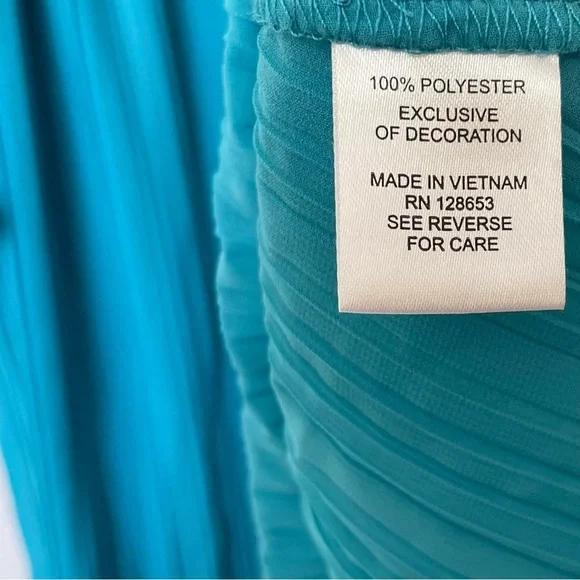 100% POLYESTER
EXCLUSIVE
OF DECORATION
MADE IN VIETNAM
RN 128653
SEE REVERSE
FOR CARE